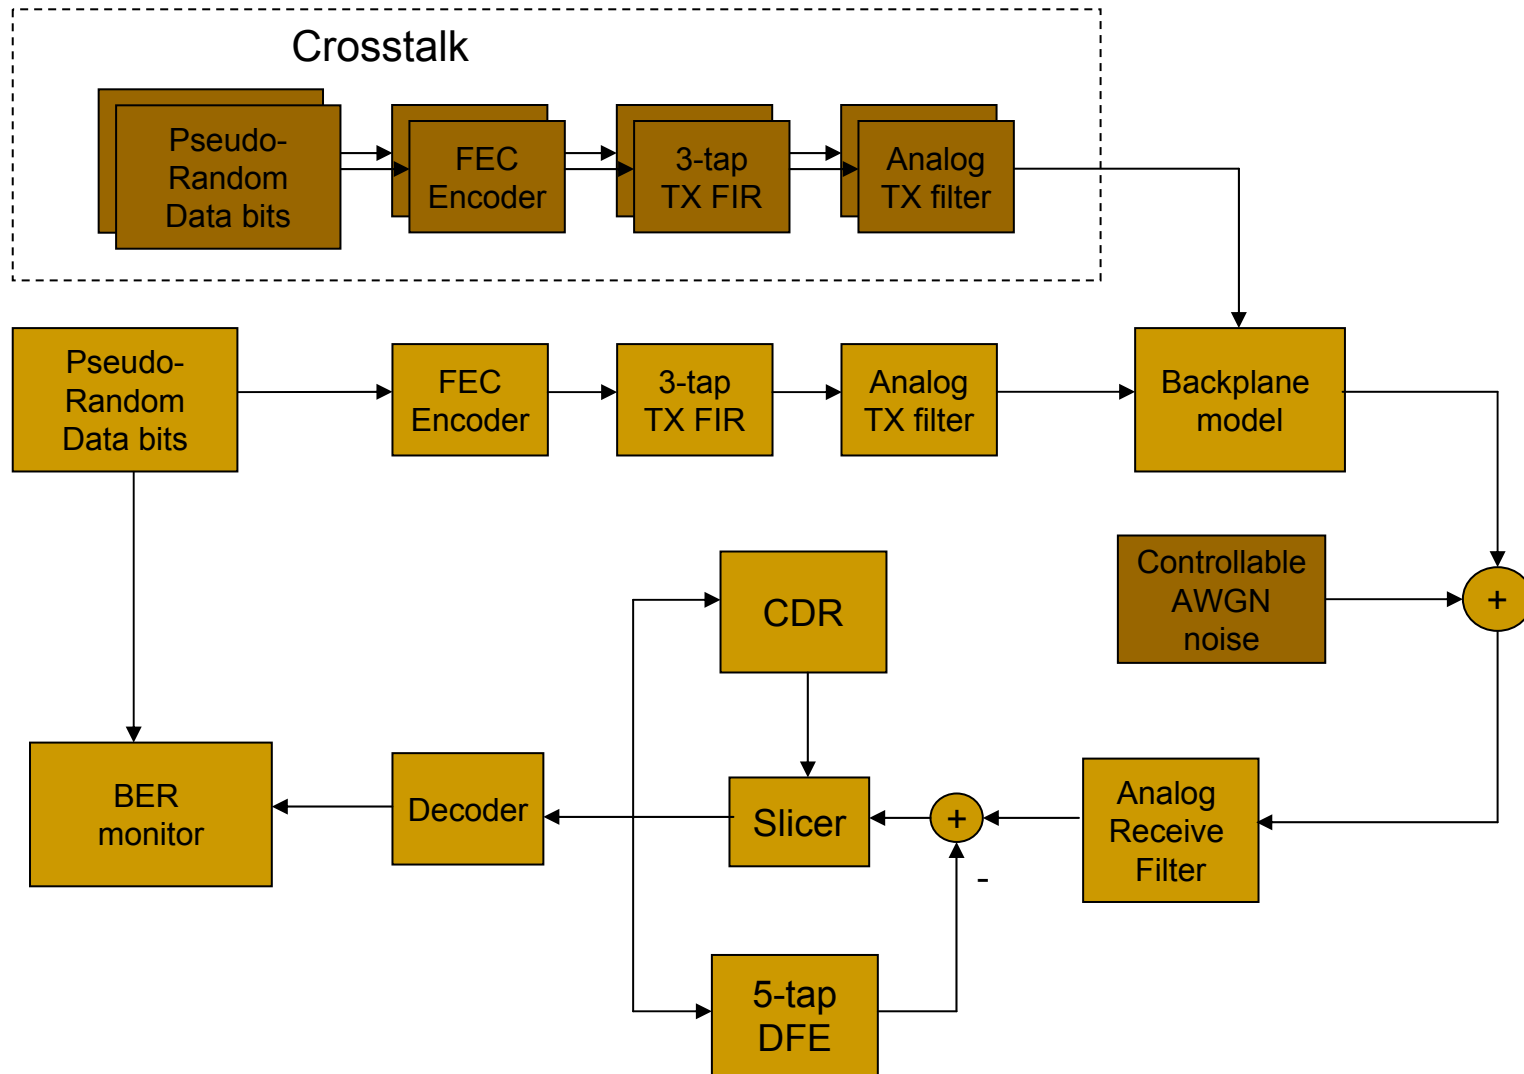 Crosstalk
Pseudo-
Random
Data bits
FEC
Encoder
3-tap
TX FIR
Analog
TX filter
Pseudo-
Random
Data bits
FEC
Encoder
3-tap
TX FIR
Analog
TX filter
Backplane
model
Controllable
AWGN
noise
+
CDR
BER
monitor
Decoder
Slicer
+
-
Analog
Receive
Filter
5-tap
DFE